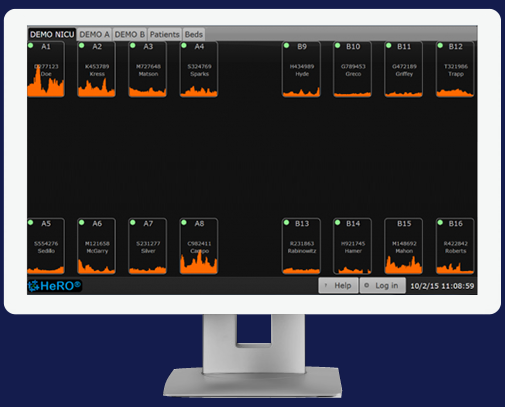 DEMO NICU DEMO A DEMO B Patients Beds
A1 A2 A3 A4 B9 B10 B11 B12
D777123 K453789 M727648 S324769 H434989 G789453 G472189 T321986
Doe Kress Matson Sparks Hyde Greco Griffey Trapp
A5 A6 A7 A8 B13 B14 B15 B16
S554276 M121658 S231277 C982411 R231863 H921745 M148692 R422842
Sedillo McGarry Silver Campo Rabinowitz Hamer Mahon Roberts
HeRO® ? Help Log in 10/2/15 11:08:59